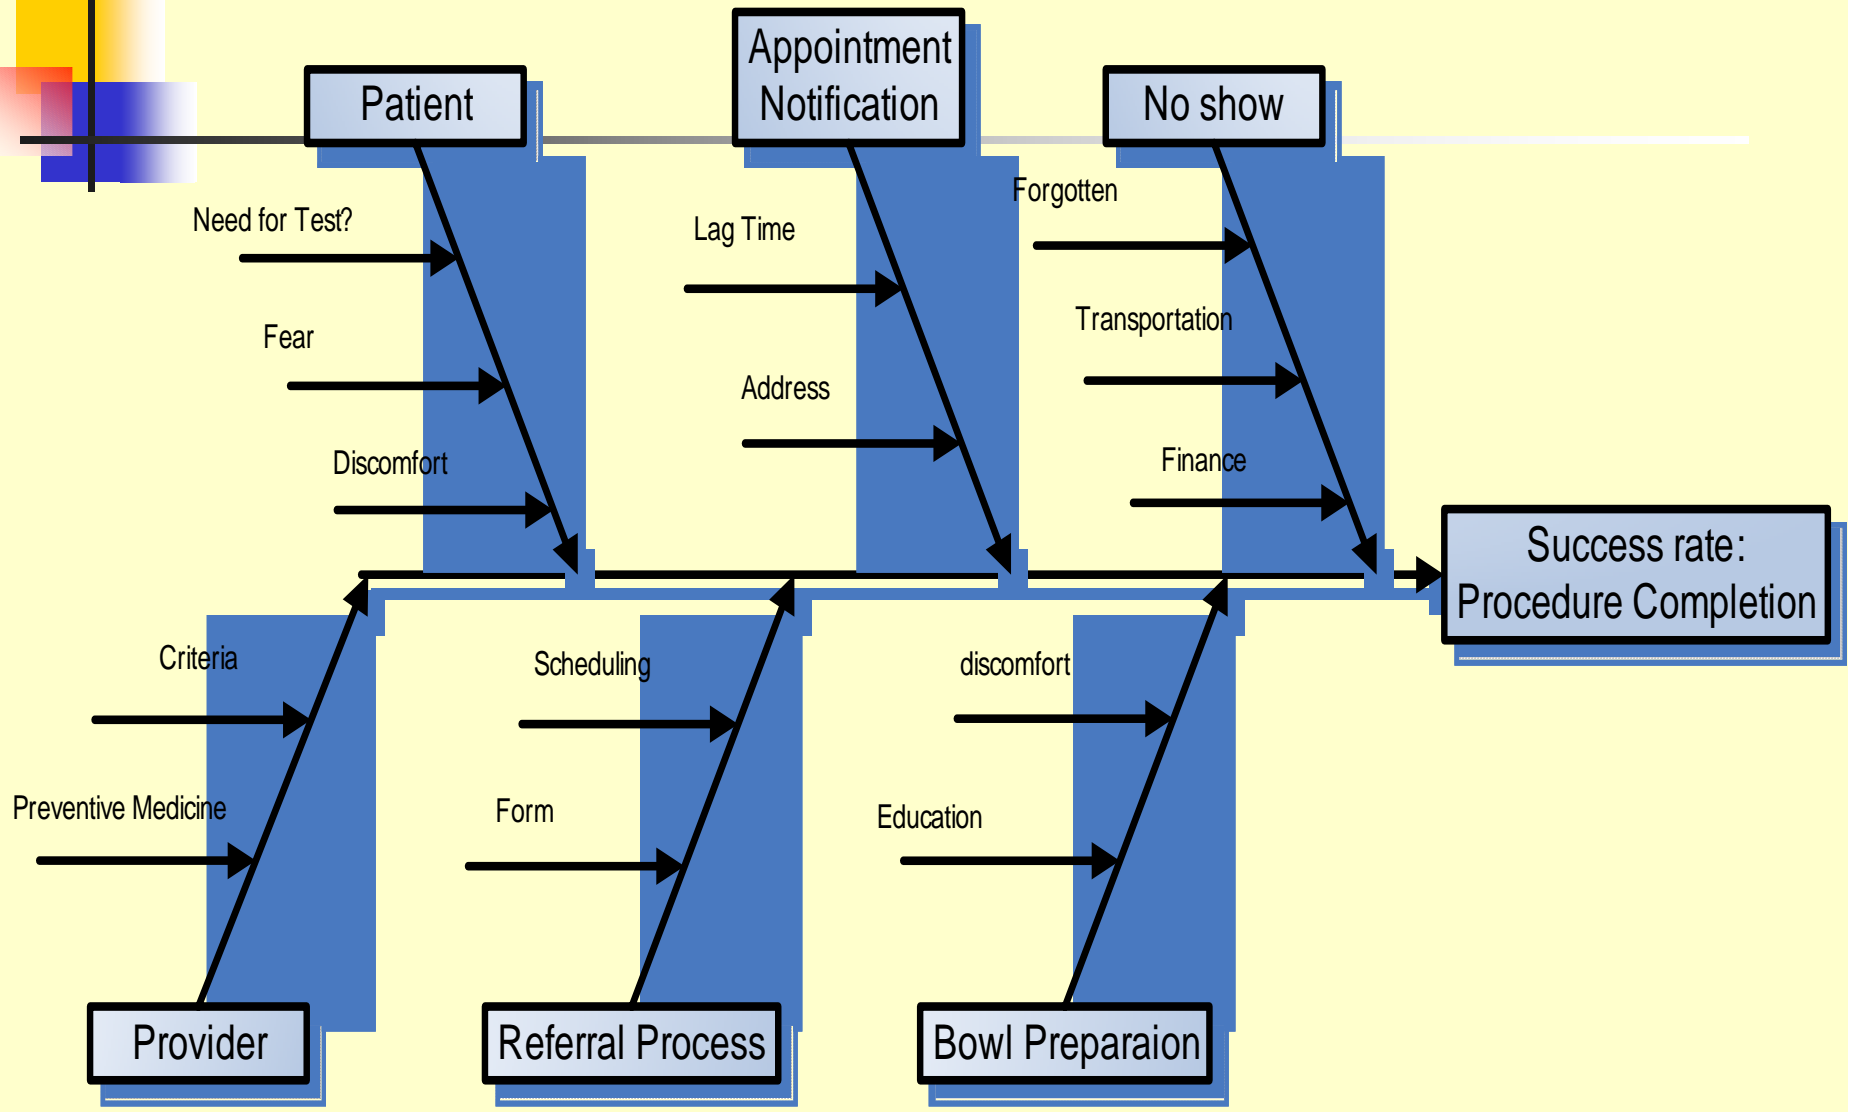 Appointment
Notification
Patient
No show
Need for Test?
Lag Time
Forgotten
Fear
Address
Transportation
Discomfort
Finance
Success rate:
Procedure Completion
Criteria
Scheduling
discomfort
Preventive Medicine
Form
Education
Provider
Referral Process
Bowl Preparaion